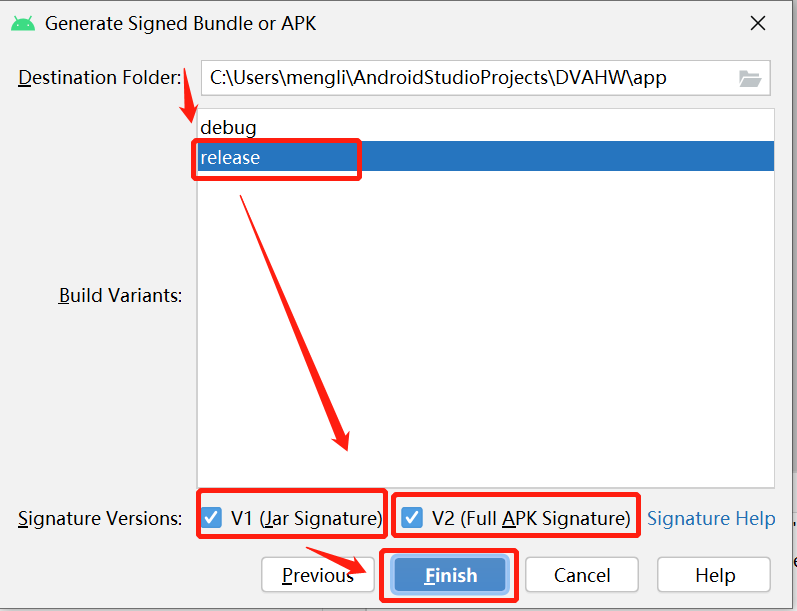 Generate Signed Bundle or APK
Destination Folder: C:\Users\mengli\AndroidStudioProjects\DVAHW\app
debug
release
Build Variants:
Signature Versions: V1 (Jar Signature) V2 (Full APK Signature) Signature Help
Previous Finish Cancel Help